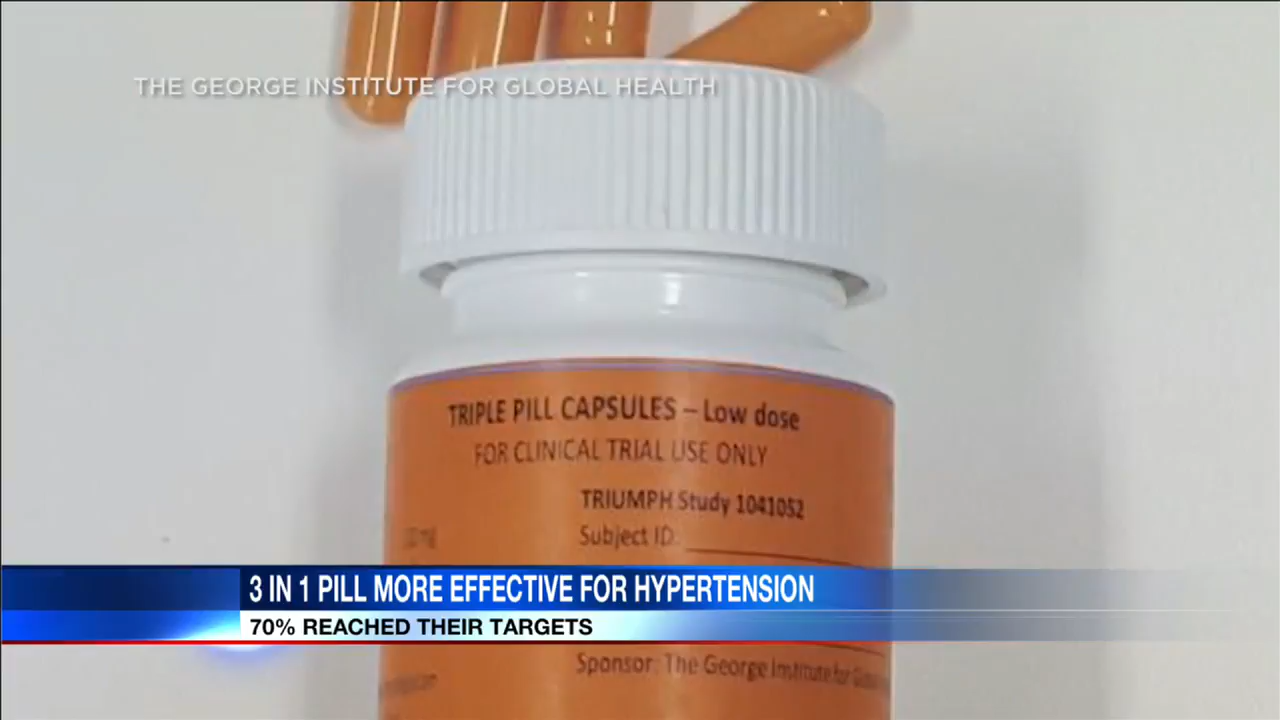 THE GEORGE INSTITUTE FOR GLOBAL HEALTH
TRIPLE PILL CAPSULES – Low dose
FOR CLINICAL TRIAL USE ONLY
TRIUMPH Study 1041052
Subject ID:
3 IN 1 PILL MORE EFFECTIVE FOR HYPERTENSION
70% REACHED THEIR TARGETS
Sponsor: The George Institute for